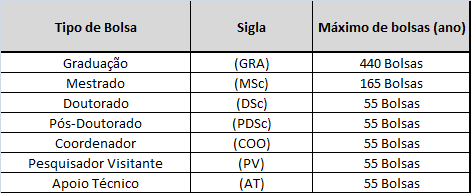 Tipo de Bolsa Sigla Máximo de bolsas (ano)
Graduação (GRA) 440 Bolsas
Mestrado (MSc) 165 Bolsas
Doutorado (DSc) 55 Bolsas
Pós-Doutorado (PDSc) 55 Bolsas
Coordenador (COO) 55 Bolsas
Pesquisador Visitante (PV) 55 Bolsas
Apoio Técnico (AT) 55 Bolsas